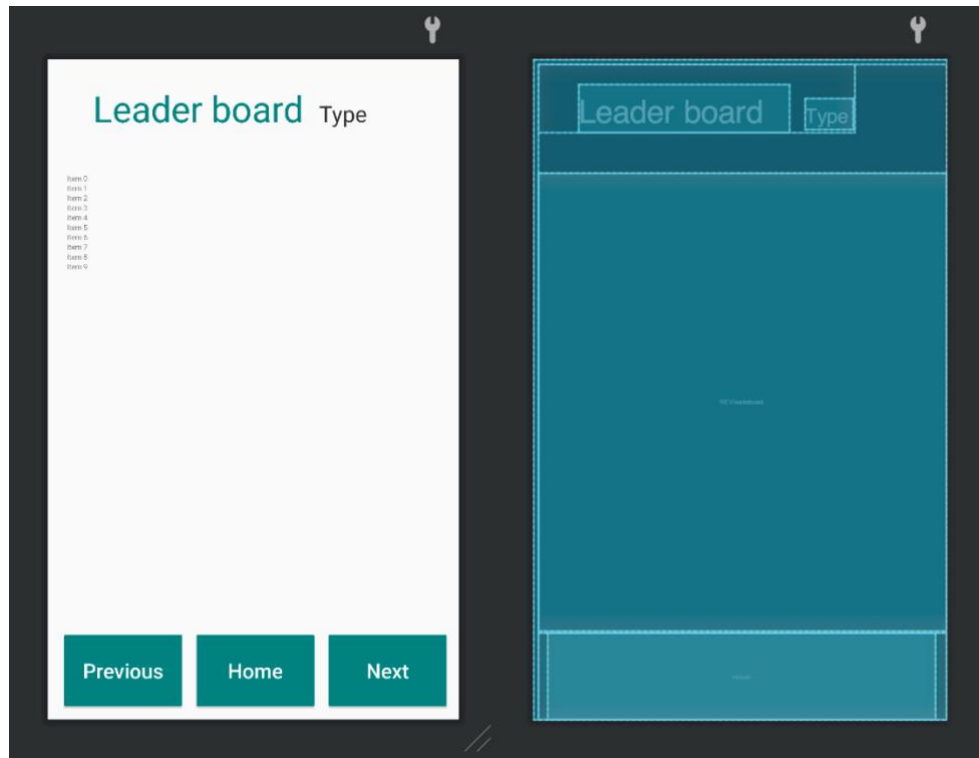 Leader board Type
Item 0
Item 1
Item 2
Item 3
Item 4
Item 5
Item 6
Item 7
Item 8
Item 9
Previous Home Next
Leader board Type